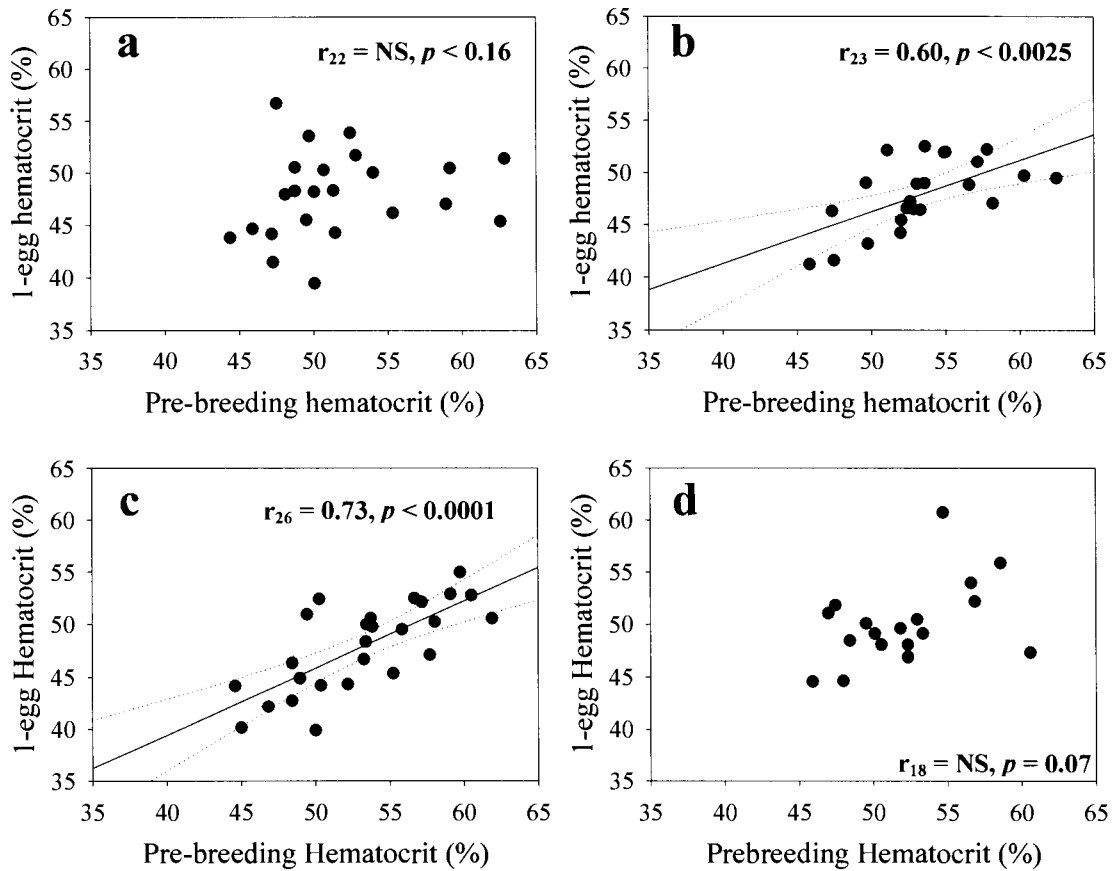 a
r22 = NS, p < 0.16
1-egg hematocrit (%)
65
60
55
50
45
40
35
35 40 45 50 55 60 65
Pre-breeding hematocrit (%)
b
r23 = 0.60, p < 0.0025
1-egg hematocrit (%)
65
60
55
50
45
40
35
35 40 45 50 55 60 65
Pre-breeding hematocrit (%)
c
r26 = 0.73, p < 0.0001
1-egg Hematocrit (%)
65
60
55
50
45
40
35
35 40 45 50 55 60 65
Pre-breeding Hematocrit (%)
d
1-egg Hematocrit (%)
65
60
55
50
45
40
35
r18 = NS, p = 0.07
35 40 45 50 55 60 65
Prebreeding Hematocrit (%)